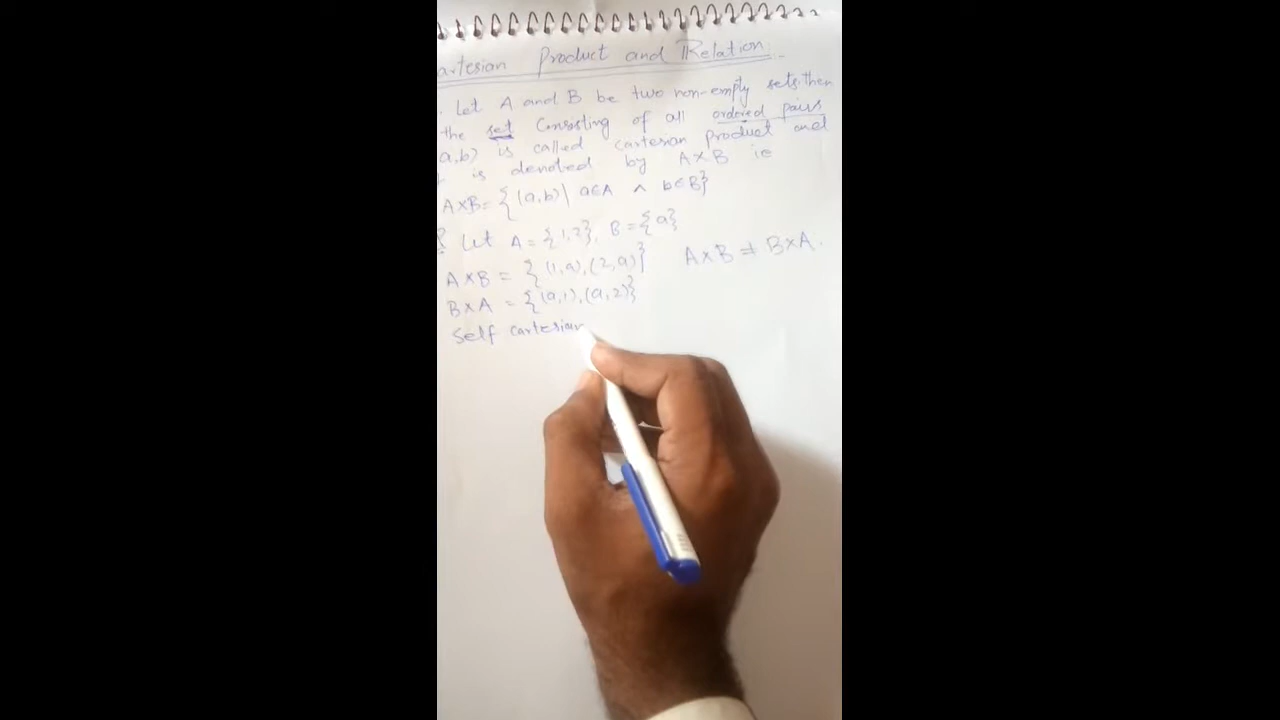 artesian Product and Relation
Let A and B be two non-empty sets then
the set Consisting of all ordered pairs
a,b) is called cartesian product and
is denoted by A×B ie
A×B= {(a,b)| a∈A ∧ b∈B}
Let A = {1,2}, B = {a}
A×B = {(1,a),(2,a)} A×B ≠ B×A.
B×A = {(a,1),(a,2)}
Self cartesian